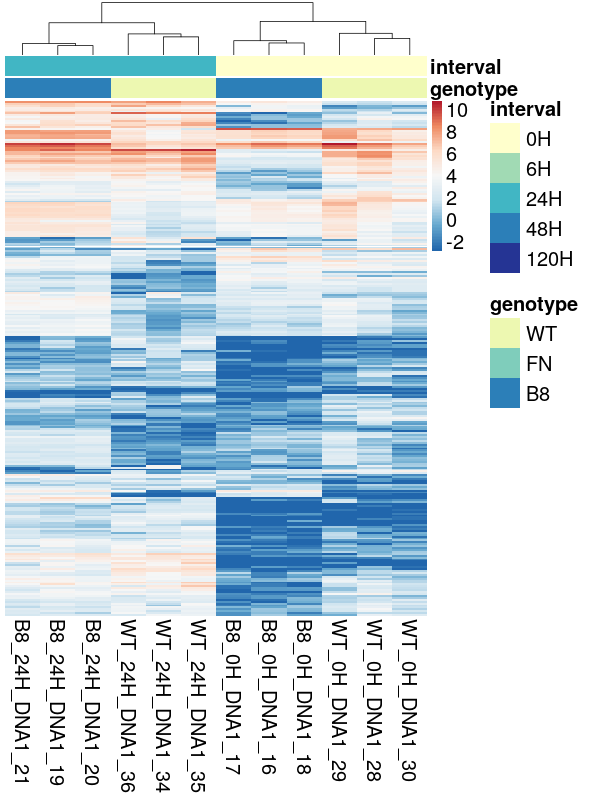 interval
genotype
10
8
6
4
2
0
-2
interval
0H
6H
24H
48H
120H
genotype
WT
FN
B8
B8_24H_DNA1_21
B8_24H_DNA1_19
B8_24H_DNA1_20
WT_24H_DNA1_36
WT_24H_DNA1_34
WT_24H_DNA1_35
B8_0H_DNA1_17
B8_0H_DNA1_16
B8_0H_DNA1_18
WT_0H_DNA1_29
WT_0H_DNA1_28
WT_0H_DNA1_30